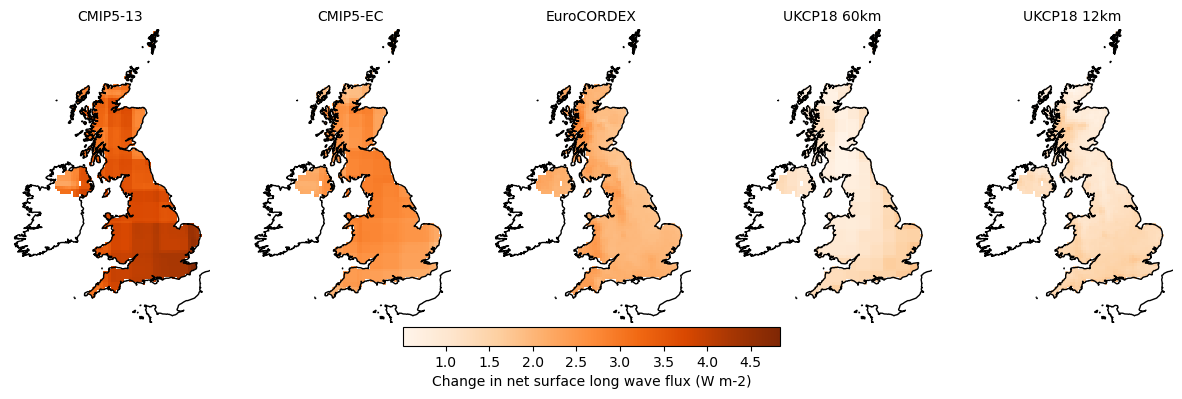 CMIP5-13
CMIP5-EC
EuroCORDEX
UKCP18 60km
UKCP18 12km
1.0 1.5 2.0 2.5 3.0 3.5 4.0 4.5
Change in net surface long wave flux (W m-2)